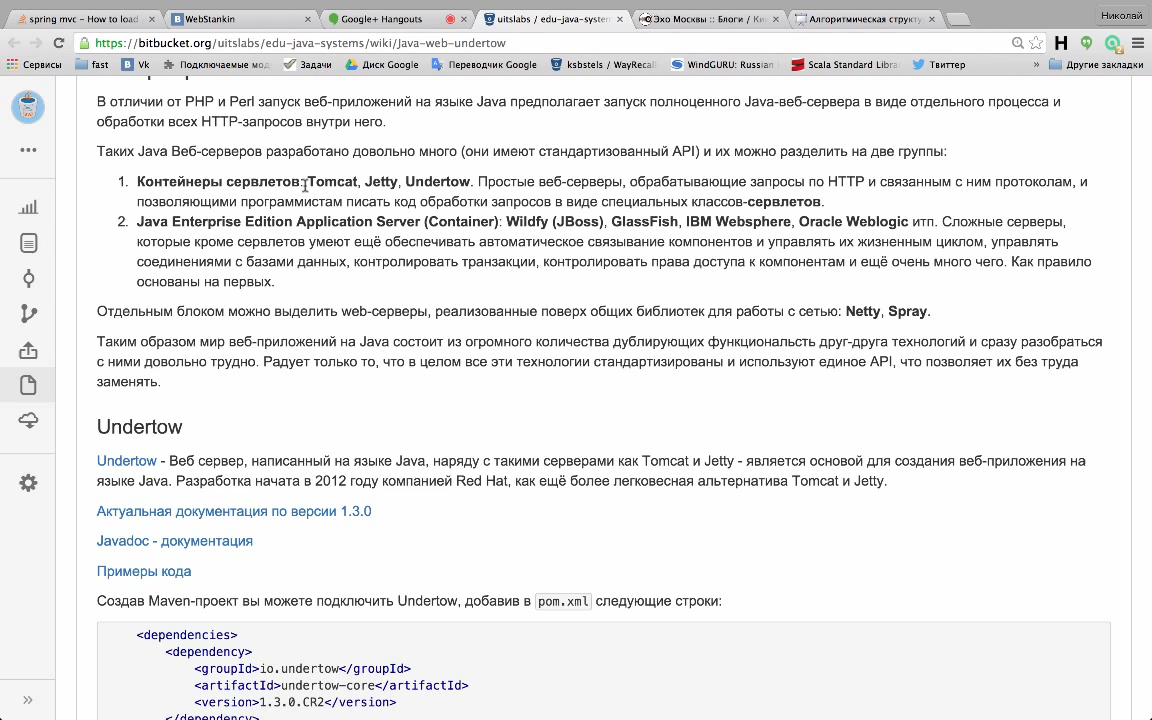 spring mvc - How to load
WebStankin
Google+ Hangouts
uitslabs / edu-java-system
Эхо Москвы :: Блоги /
Алгоритмическая структу
Николай
https://bitbucket.org/uitslabs/edu-java-systems/wiki/Java-web-undertow
Сервисы
fast
Vk
Подключаемые мод
Задачи
Диск Google
Переводчик Google
ksbstels / WayRecall
WindGURU: Russian
Scala Standard Libra
Твиттер
»
Другие закладки
В отличии от PHP и Perl запуск веб-приложений на языке Java предполагает запуск полноценного Java-веб-сервера в виде отдельного процесса и
обработки всех HTTP-запросов внутри него.
Таких Java Веб-серверов разработано довольно много (они имеют стандартизованный API) и их можно разделить на две группы:
1. Контейнеры сервлетов: Tomcat, Jetty, Undertow. Простые веб-серверы, обрабатывающие запросы по HTTP и связанным с ним протоколам, и
позволяющими программистам писать код обработки запросов в виде специальных классов-сервлетов.
2. Java Enterprise Edition Application Server (Container): Wildfy (JBoss), GlassFish, IBM Websphere, Oracle Weblogic итп. Сложные серверы,
которые кроме сервлетов умеют ещё обеспечивать автоматическое связывание компонентов и управлять их жизненным циклом, управлять
соединениями с базами данных, контролировать транзакции, контролировать права доступа к компонентам и ещё очень много чего. Как правило
основаны на первых.
Отдельным блоком можно выделить web-серверы, реализованные поверх общих библиотек для работы с сетью: Netty, Spray.
Таким образом мир веб-приложений на Java состоит из огромного количества дублирующих функциональсть друг-друга технологий и сразу разобраться
с ними довольно трудно. Радует только то, что в целом все эти технологии стандартизированы и используют единое API, что позволяет их без труда
заменять.
Undertow
Undertow - Веб сервер, написанный на языке Java, наряду с такими серверами как Tomcat и Jetty - является основой для создания веб-приложения на
языке Java. Разработка начата в 2012 году компанией Red Hat, как ещё более легковесная альтернатива Tomcat и Jetty.
Актуальная документация по версии 1.3.0
Javadoc - документация
Примеры кода
Создав Maven-проект вы можете подключить Undertow, добавив в pom.xml следующие строки:
<dependencies>
<dependency>
<groupId>io.undertow</groupId>
<artifactId>undertow-core</artifactId>
<version>1.3.0.CR2</version>
</dependency>
»